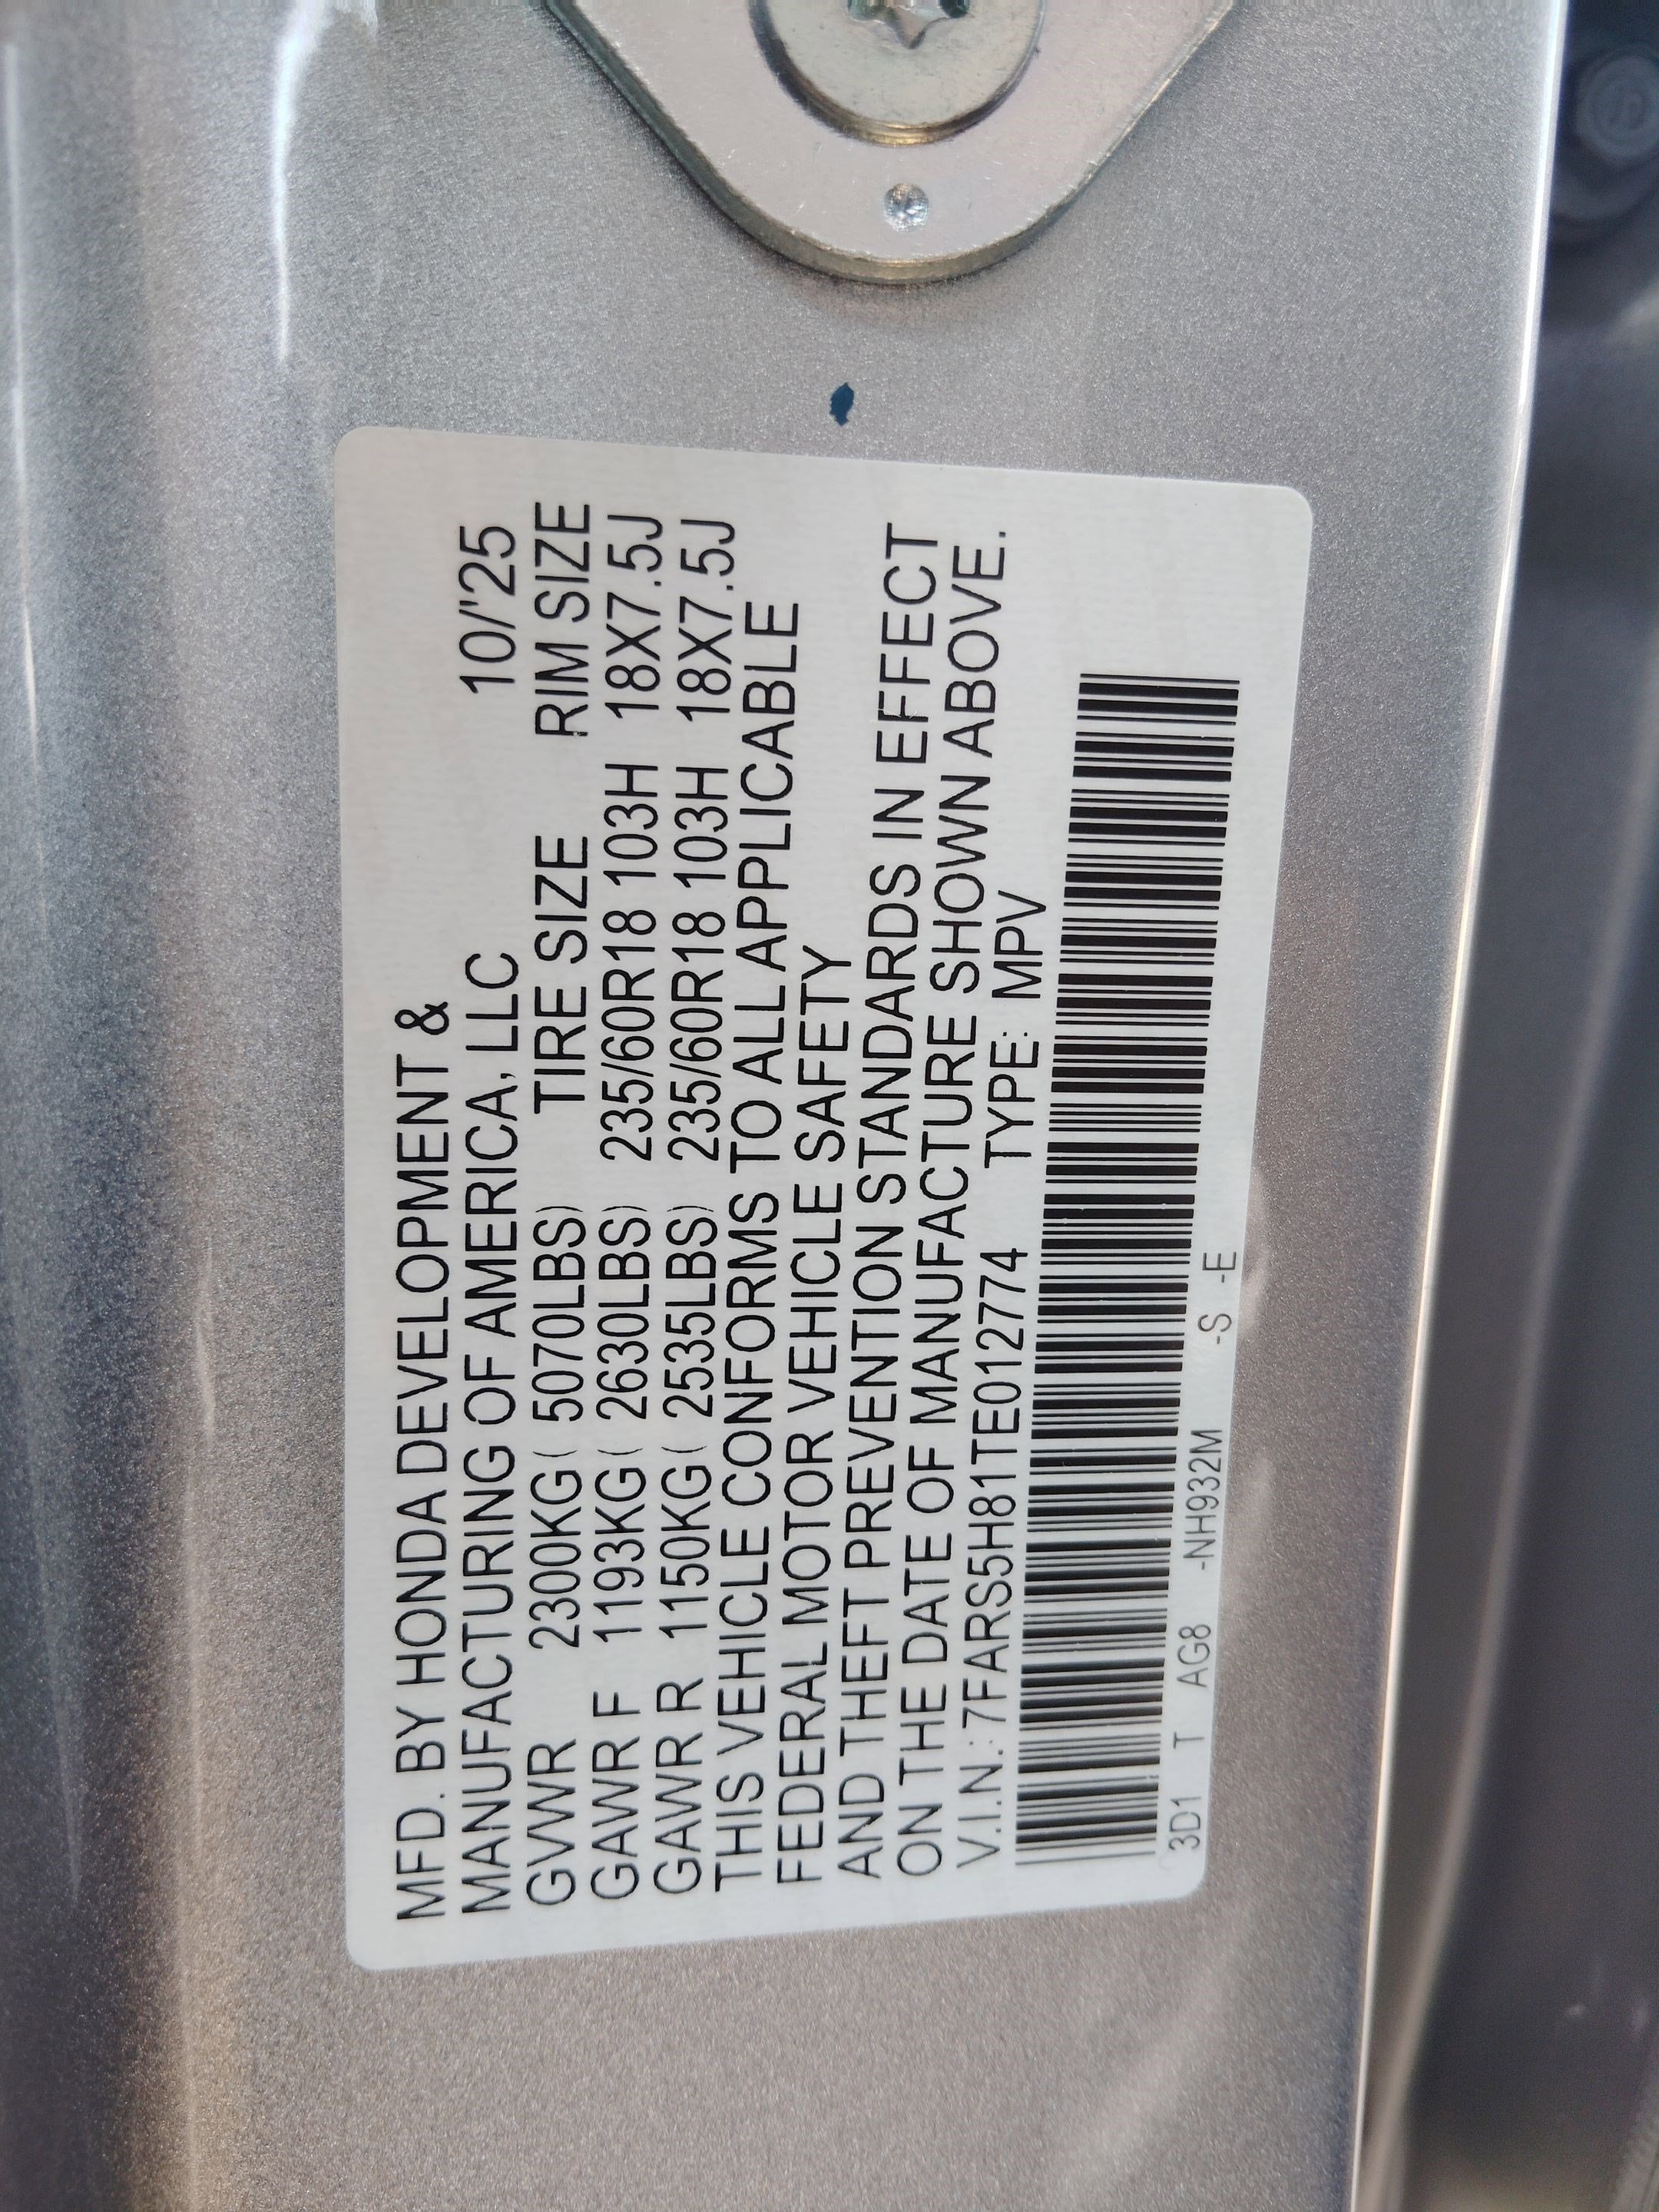 MFD. BY HONDA DEVELOPMENT &
MANUFACTURING OF AMERICA, LLC 10/'25
GVWR 2300KG ( 5070LBS) TIRE SIZE RIM SIZE
GAWR F 1193KG ( 2630LBS) 235/60R18 103H 18X7.5J
GAWR R 1150KG ( 2535LBS) 235/60R18 103H 18X7.5J
THIS VEHICLE CONFORMS TO ALL APPLICABLE
FEDERAL MOTOR VEHICLE SAFETY
AND THEFT PREVENTION STANDARDS IN EFFECT
ON THE DATE OF MANUFACTURE SHOWN ABOVE.
V.I.N.: 7FARS5H81TE012774 TYPE: MPV
3D1 T AG8 -NH932M -S -E